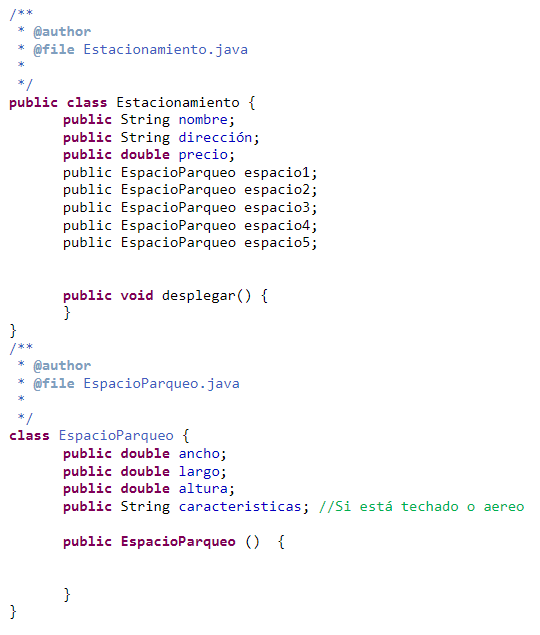 /**
 * @author
 * @file Estacionamiento.java
 *
 */
public class Estacionamiento {
public String nombre;
public String dirección;
public double precio;
public EspacioParqueo espacio1;
public EspacioParqueo espacio2;
public EspacioParqueo espacio3;
public EspacioParqueo espacio4;
public EspacioParqueo espacio5;
public void desplegar() {
}
}
/**
 * @author
 * @file EspacioParqueo.java
 *
 */
class EspacioParqueo {
public double ancho;
public double largo;
public double altura;
public String caracteristicas; //Si está techado o aereo
public EspacioParqueo ()  {
}
}